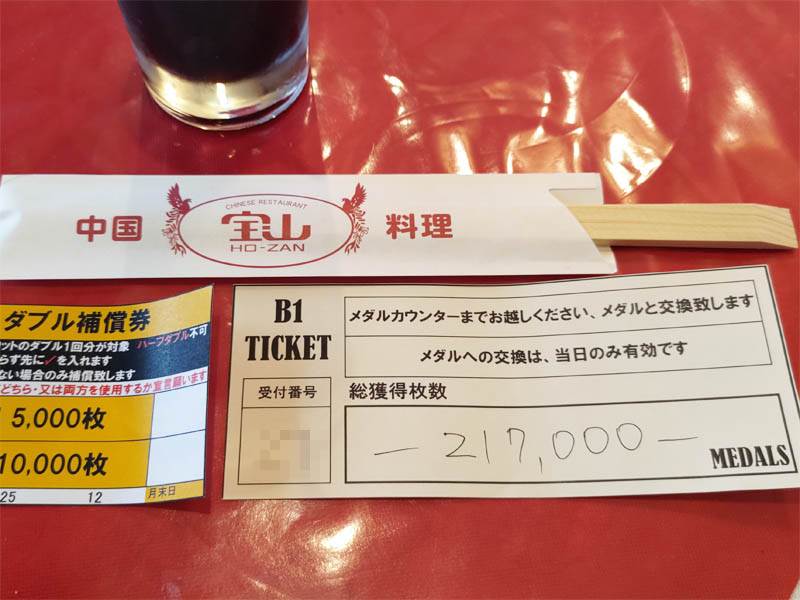 CHINESE RESTAURANT
中国 宝山 料理
HO-ZAN
ダブル補償券
ットのダブル1回分が対象 ハーフダブル不可
らず先に✓を入れます
ない場合のみ補償致します
どちら・又は両方を使用するか宣言願います
5,000枚
10,000枚
25 12 月末日
B1
TICKET
メダルカウンターまでお越しください、メダルと交換致します
メダルへの交換は、当日のみ有効です
受付番号
総獲得枚数
—217,000—
MEDALS